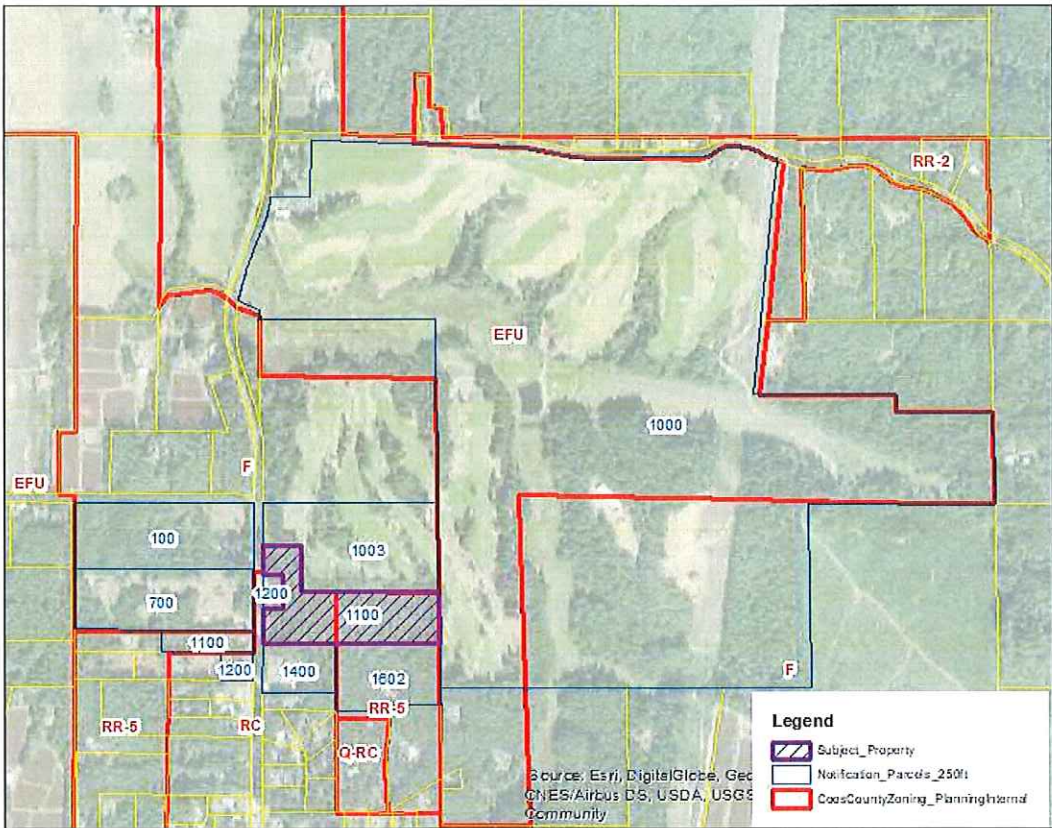 RR-2
EFU
1000
EFU
F
100
1003
1200
700
1100
1100
1200
1400
1602
F
RR-5
RR-5
RC
Q-RC
Legend
Subject_Property
Notification_Parcels_250ft
CoosCountyZoning_PlanningInternal
Source: Esri, DigitalGlobe, Geo
CNES/Airbus DS, USDA, USGS
Community